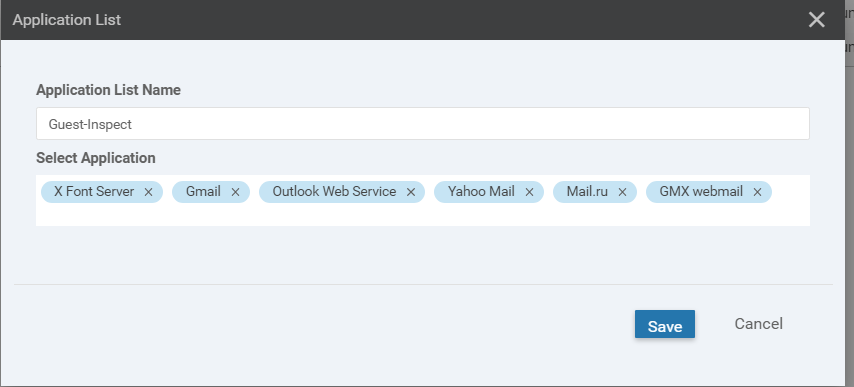 Application List
Application List Name
Guest-Inspect
Select Application
X Font Server × Gmail × Outlook Web Service × Yahoo Mail × Mail.ru × GMX webmail ×
Save Cancel